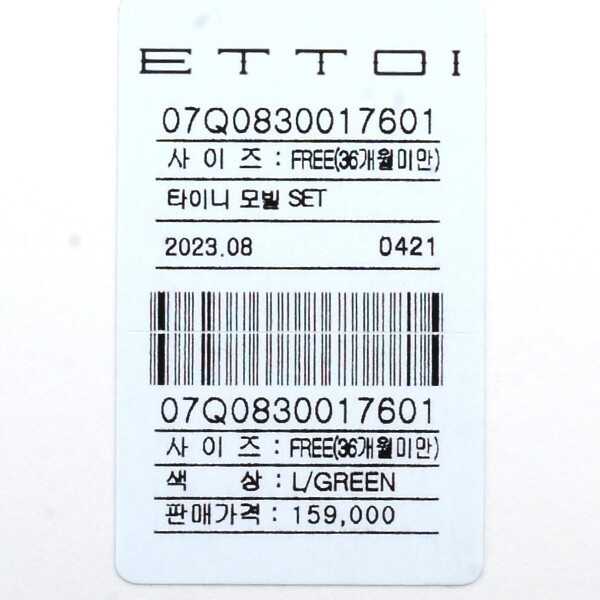 ETTOI
07Q0830017601
사 이 즈 : FREE(36개월미만)
타이니 모빌 SET
2023.08 0421
07Q0830017601
사 이 즈 : FREE(36개월미만)
색 상 : L/GREEN
판매가격 : 159,000